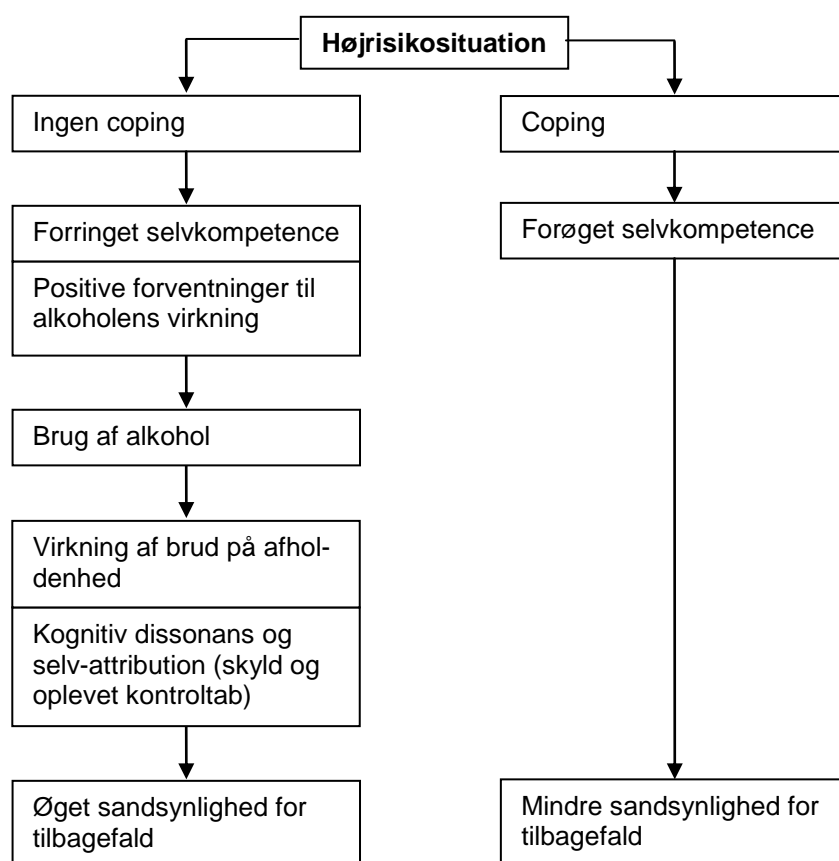 Højrisikosituation
Ingen coping
Coping
Forringet selvkompetence
Forøget selvkompetence
Positive forventninger til
alkoholens virkning
Brug af alkohol
Virkning af brud på afhol-
denhed
Kognitiv dissonans og
selv-attribution (skyld og
oplevet kontroltab)
Øget sandsynlighed for
tilbagefald
Mindre sandsynlighed for
tilbagefald